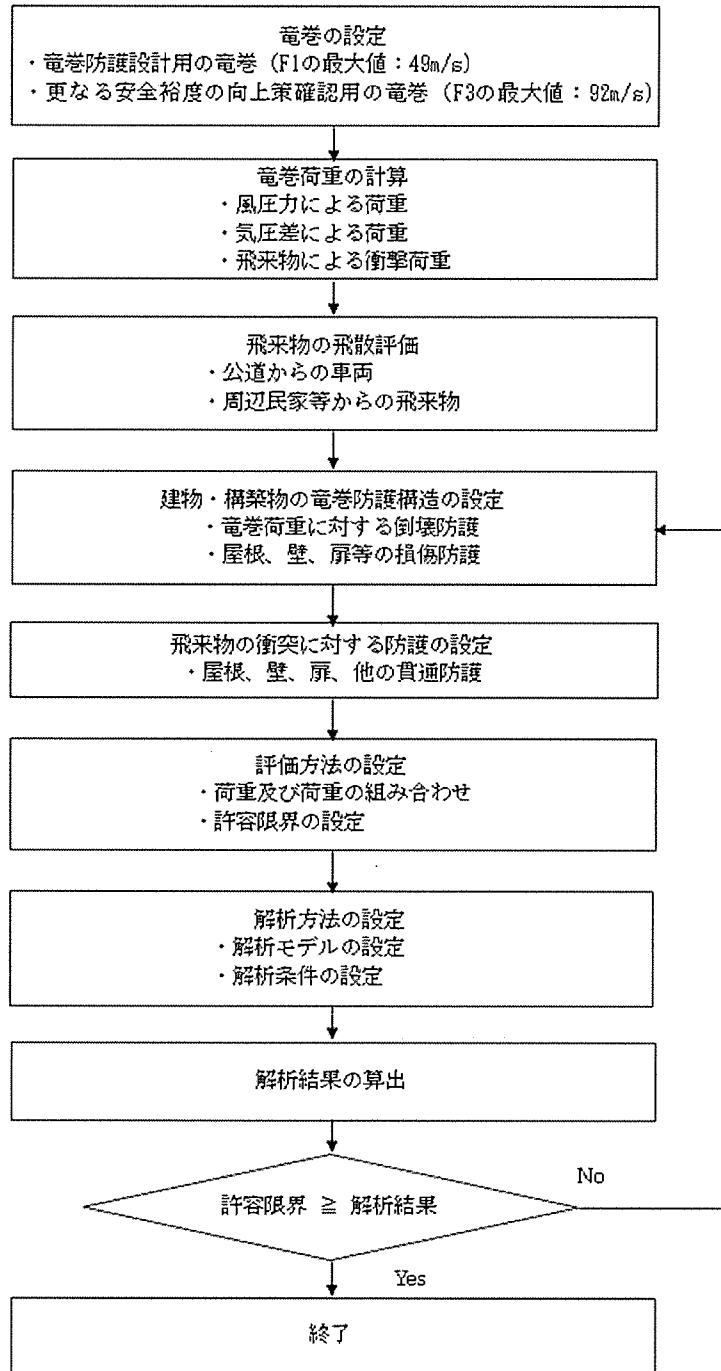 竜巻の設定
・竜巻防護設計用の竜巻 (F1の最大値：49m/s)
・更なる安全裕度の向上策確認用の竜巻 (F3の最大値：92m/s)
竜巻荷重の計算
・風圧力による荷重
・気圧差による荷重
・飛来物による衝撃荷重
飛来物の飛散評価
・公道からの車両
・周辺民家等からの飛来物
建物・構築物の竜巻防護構造の設定
・竜巻荷重に対する倒壊防護
・屋根、壁、扉等の損傷防護
飛来物の衝突に対する防護の設定
・屋根、壁、扉、他の貫通防護
評価方法の設定
・荷重及び荷重の組み合わせ
・許容限界の設定
解析方法の設定
・解析モデルの設定
・解析条件の設定
解析結果の算出
許容限界 ≧ 解析結果
No
Yes
終了